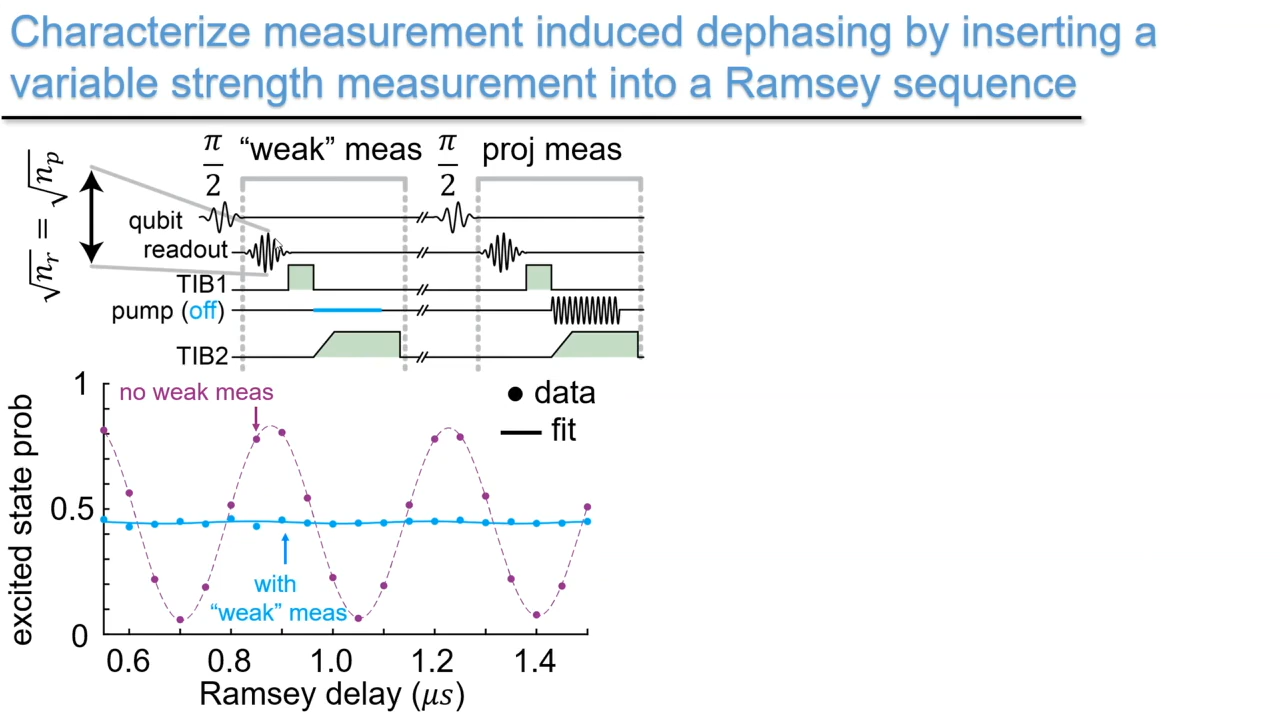 Characterize measurement induced dephasing by inserting a
variable strength measurement into a Ramsey sequence
√n_r = √n_p
π/2 “weak” meas π/2 proj meas
qubit
readout
TIB1
pump (off)
TIB2
excited state prob
1
0.5
0
no weak meas
data
fit
with
“weak” meas
0.6 0.8 1.0 1.2 1.4
Ramsey delay (μs)